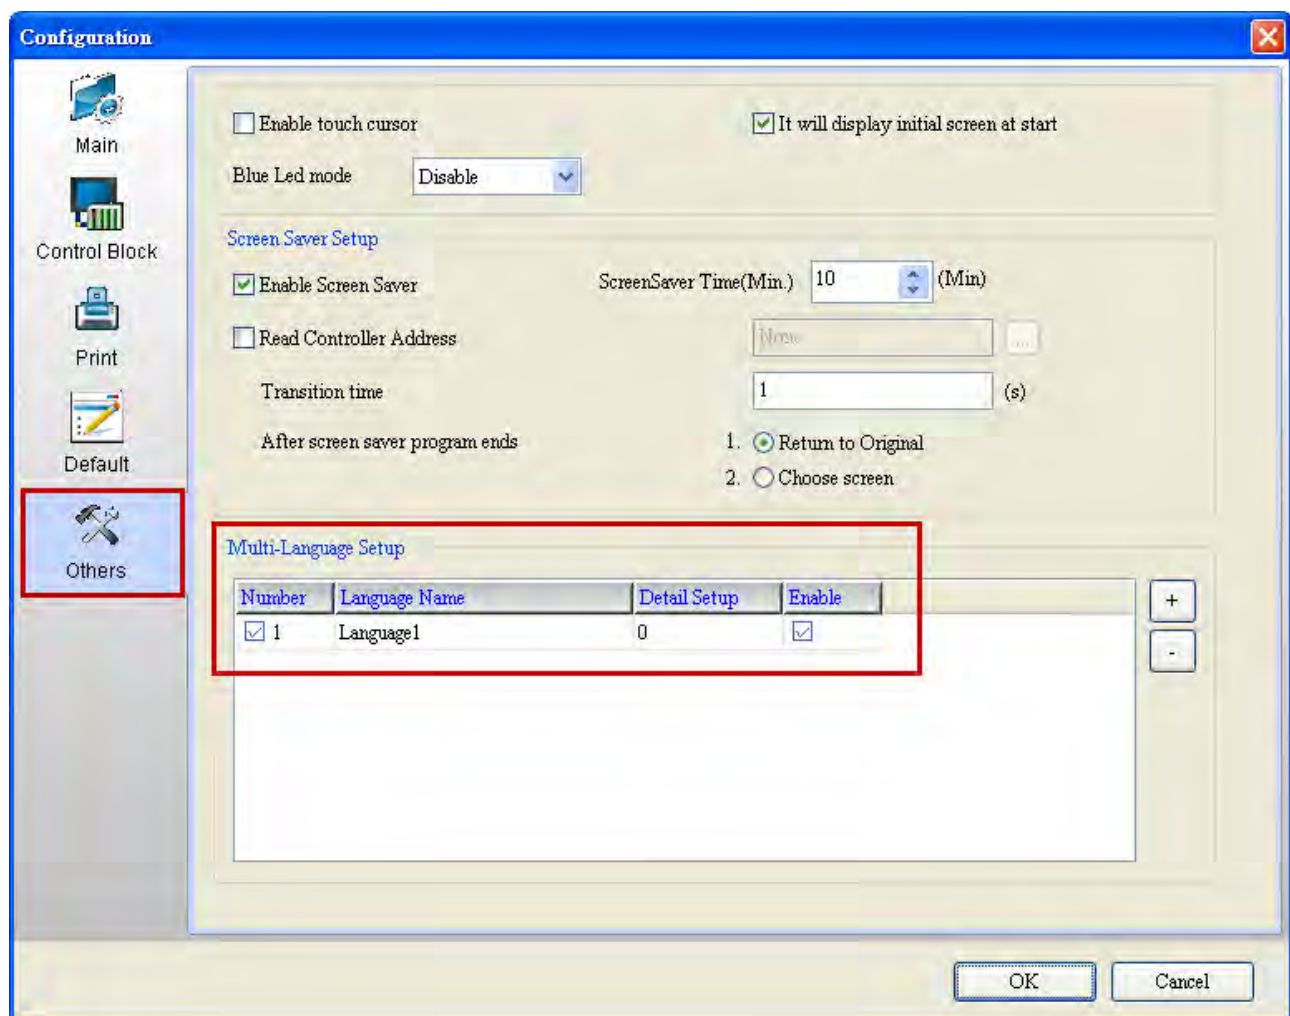 Configuration
Main
Control Block
Print
Default
Others
Enable touch cursor
It will display initial screen at start
Blue Led mode Disable
Screen Saver Setup
Enable Screen Saver ScreenSaver Time(Min.) 10 (Min)
Read Controller Address None ...
Transition time 1 (s)
After screen saver program ends 1. Return to Original
2. Choose screen
Multi-Language Setup
Number Language Name Detail Setup Enable
1 Language1 0
+
-
OK Cancel